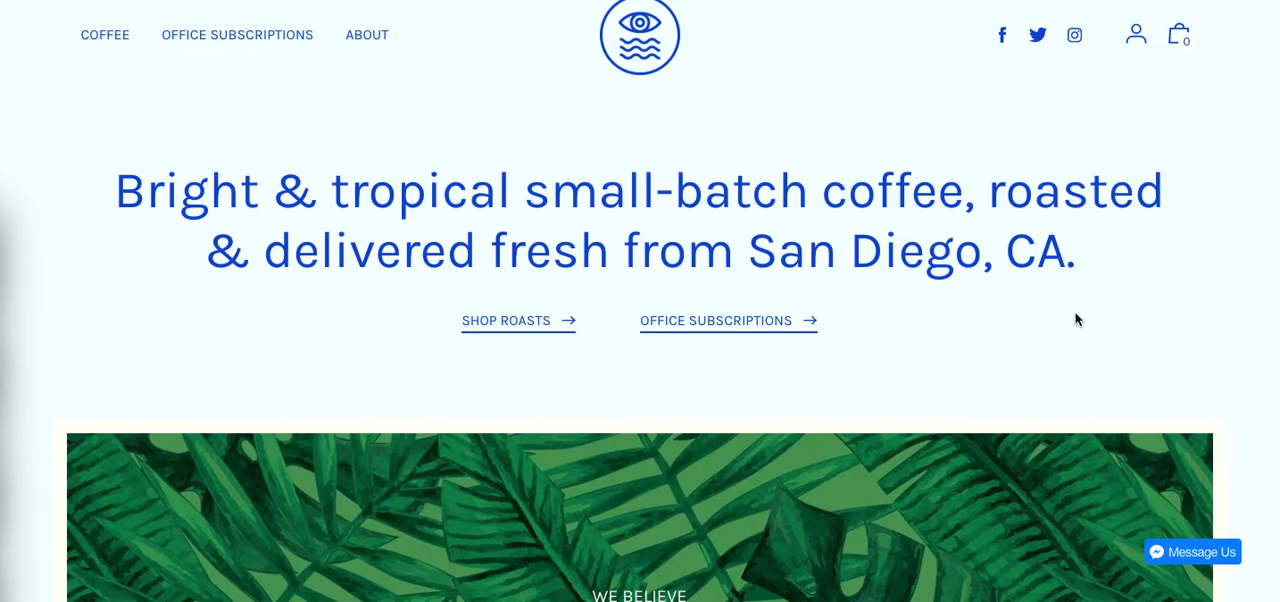 COFFEE OFFICE SUBSCRIPTIONS ABOUT
0
Bright & tropical small-batch coffee, roasted
& delivered fresh from San Diego, CA.
SHOP ROASTS → OFFICE SUBSCRIPTIONS →
Message Us
WE BELIEVE